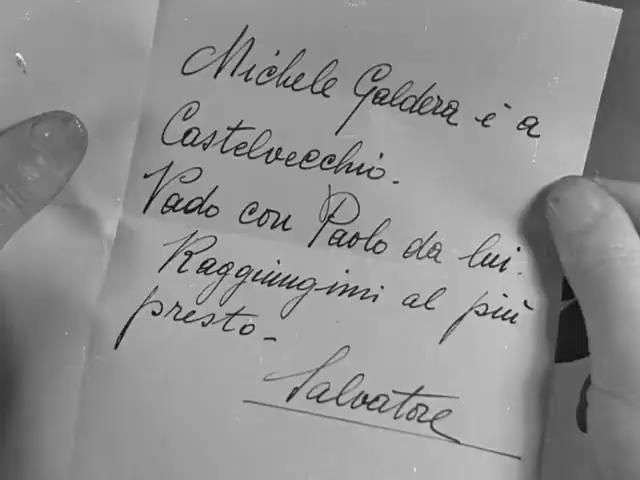 Michele Galdera è a
Castelvecchio.
Vado con Paolo da lui.
Raggiungimi al più
presto-
Salvatore